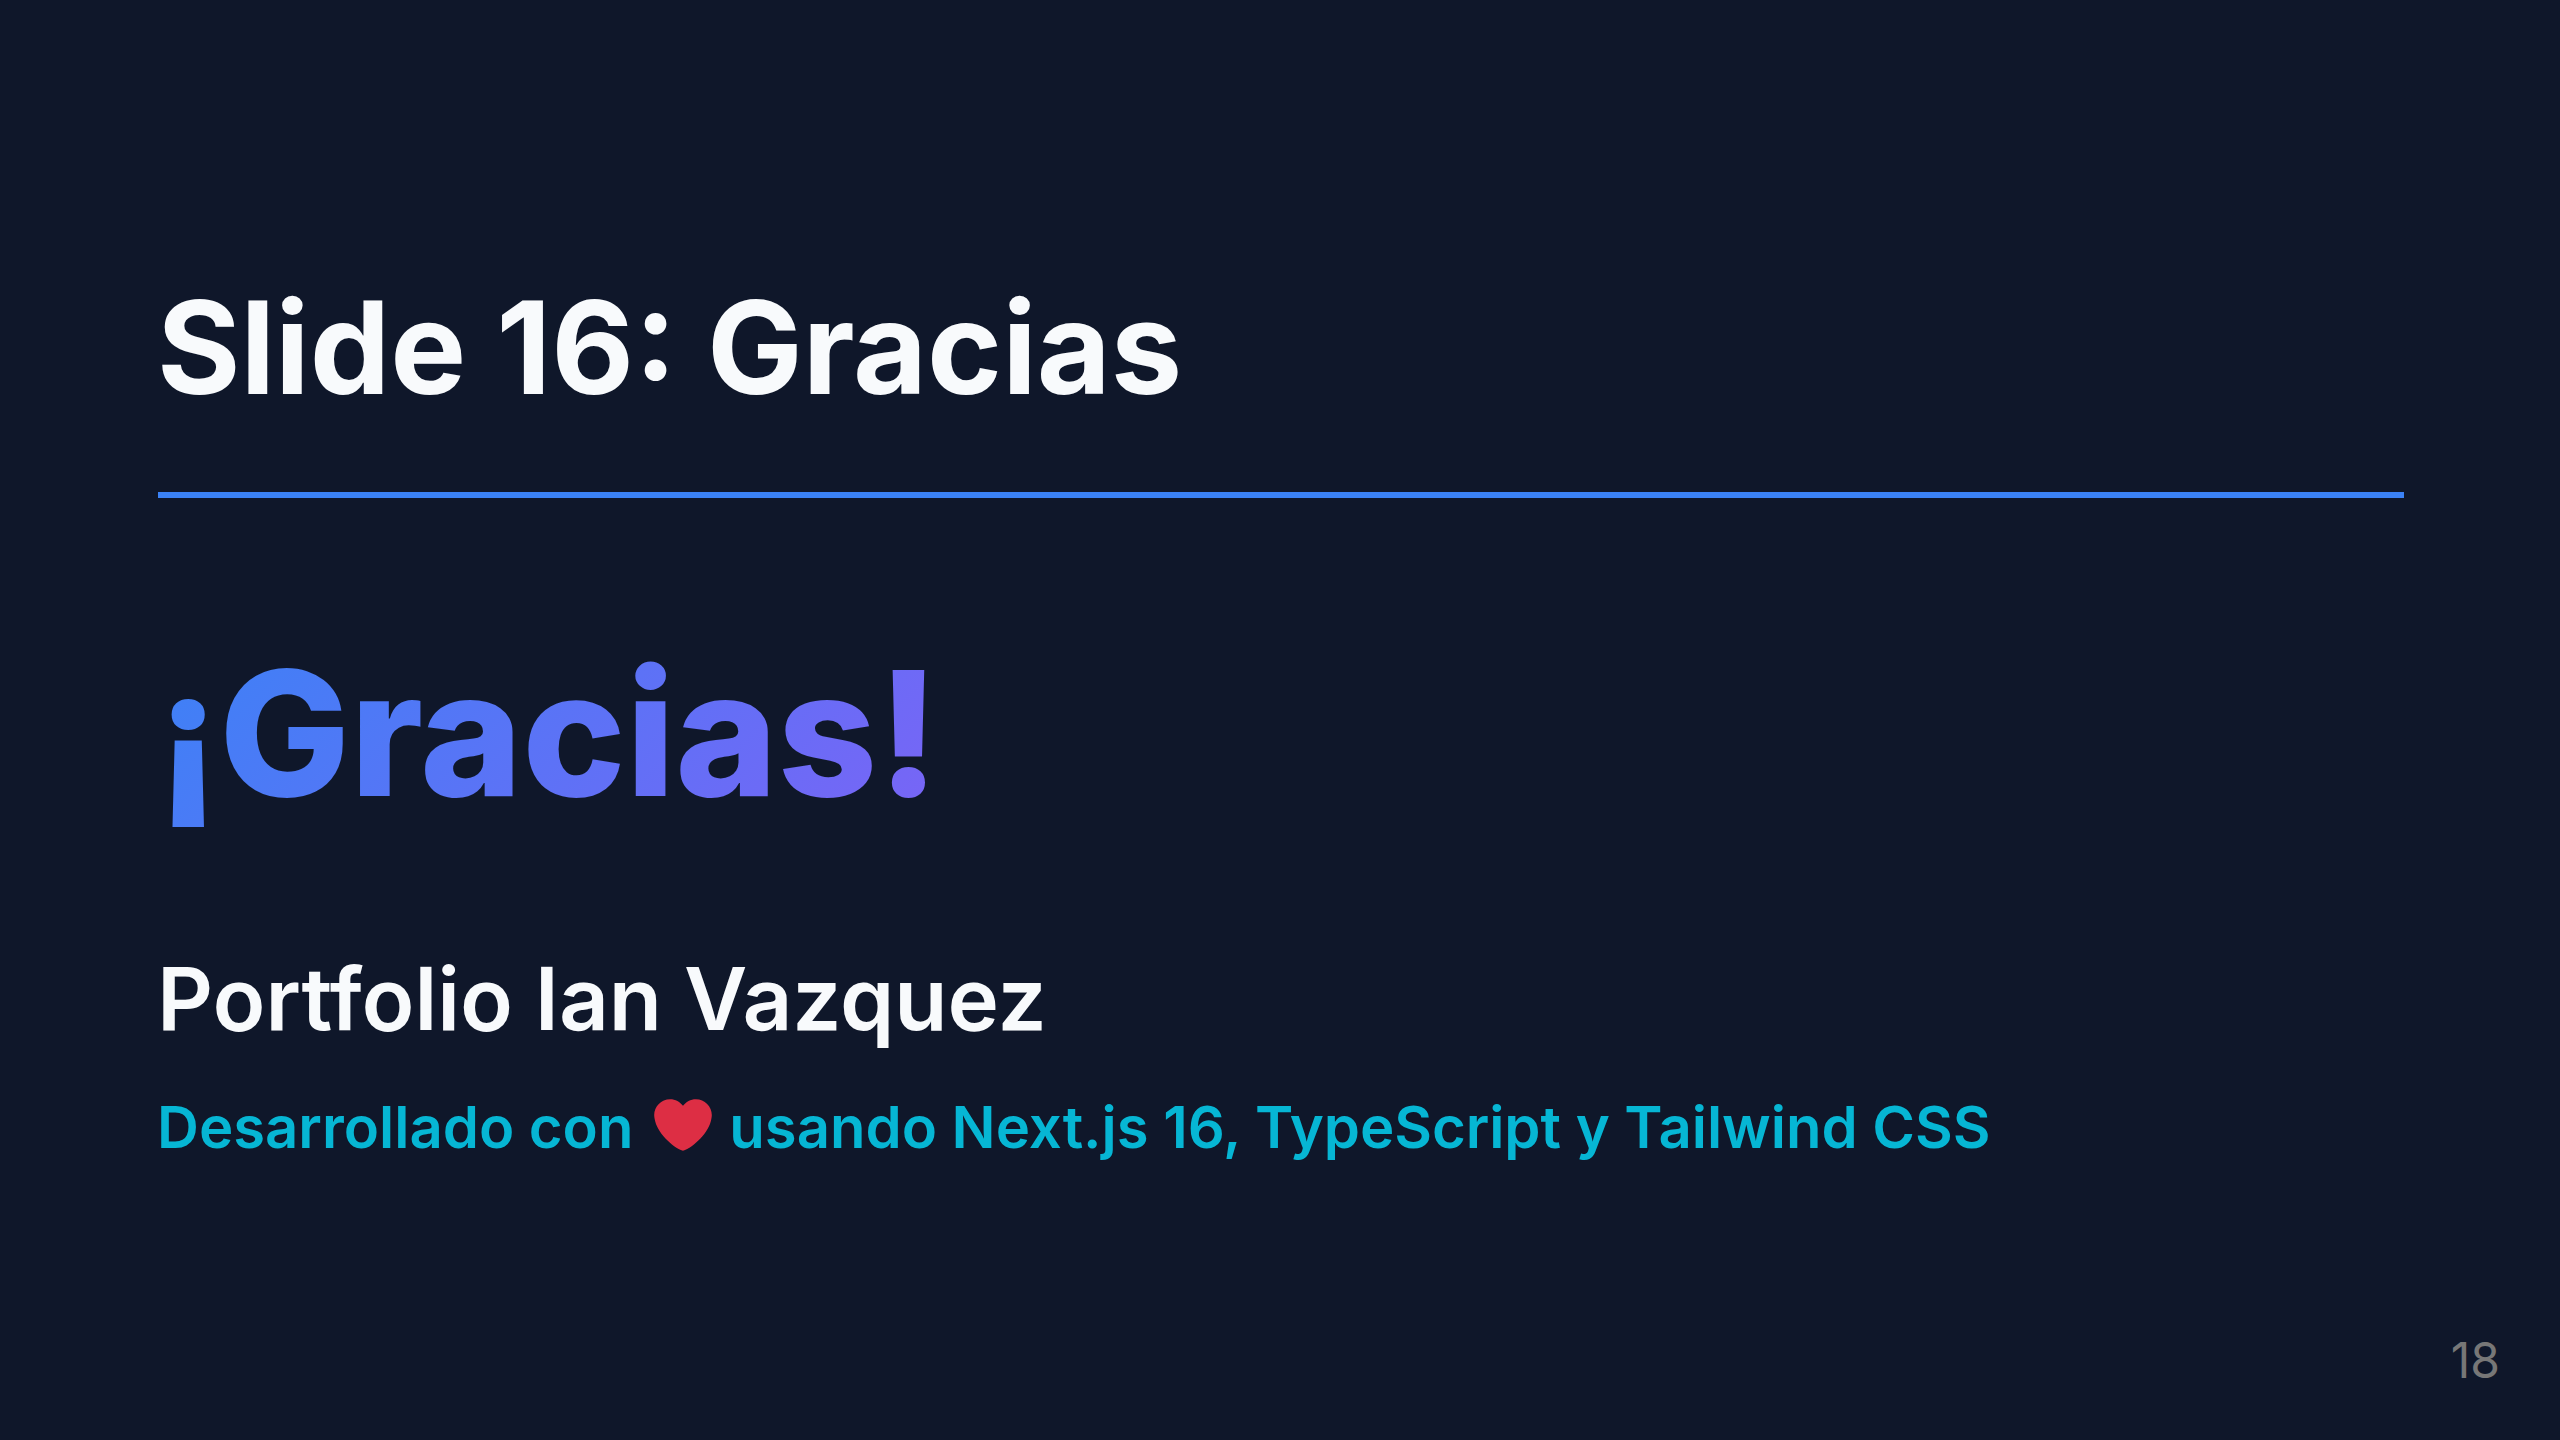 Slide 16: Gracias
¡Gracias!
Portfolio Ian Vazquez
Desarrollado con ❤️ usando Next.js 16, TypeScript y Tailwind CSS
18